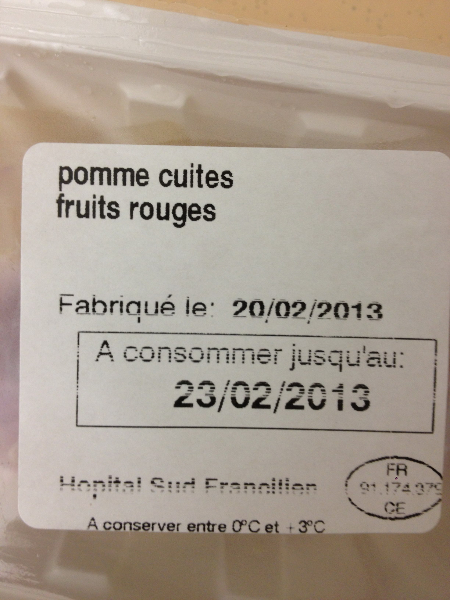 pomme cuites
fruits rouges
Fabriqué le: 20/02/2013
A consommer jusqu'au:
23/02/2013
Hopital Sud Francilien
FR
91.174.379
CE
A conserver entre 0°C et +3°C